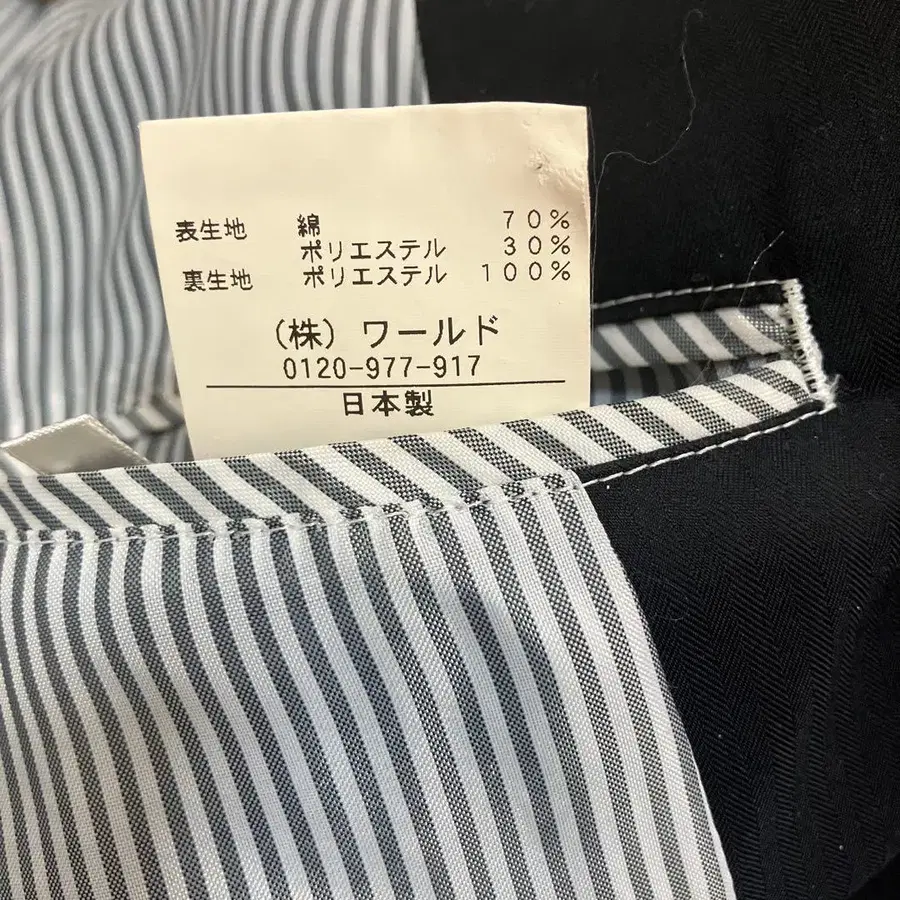 表生地 綿 70%
ポリエステル 30%
裏生地 ポリエステル 100%
(株) ワールド
0120-977-917
日本製